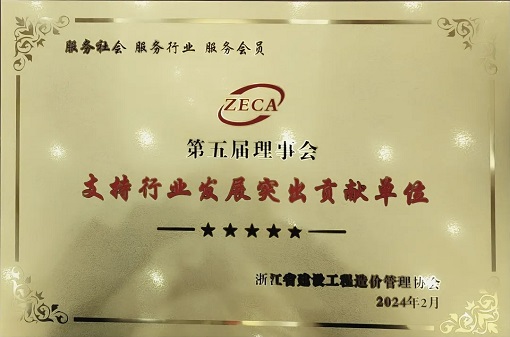 服务社会 服务行业 服务会员
ZECA
第五届理事会
支持行业发展突出贡献单位
浙江省建设工程造价管理协会
2024年2月